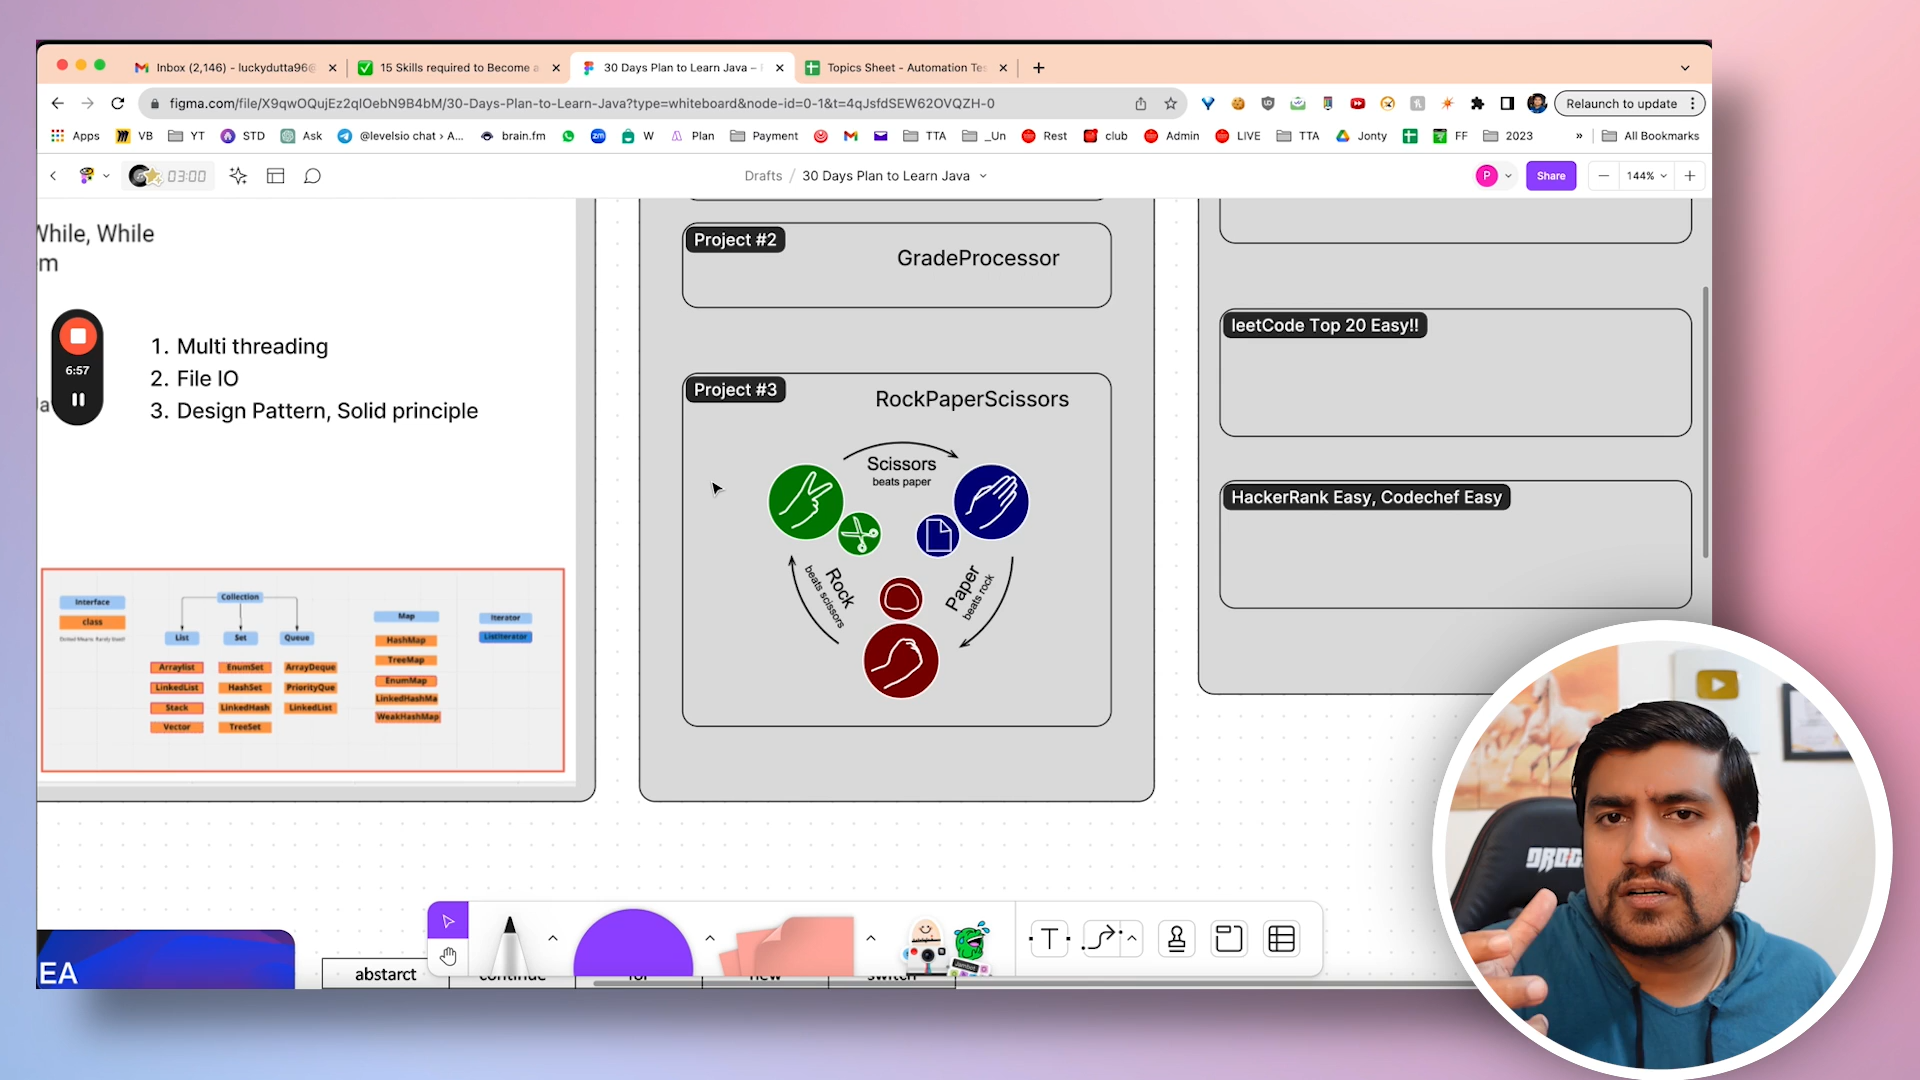 Inbox (2,146) - luckydutta96@
15 Skills required to Become a
30 Days Plan to Learn Java –
Topics Sheet - Automation Tes
figma.com/file/X9qwOQujEz2qIOebN9B4bM/30-Days-Plan-to-Learn-Java?type=whiteboard&node-id=0-1&t=4qJsfdSEW62OVQZH-0
Relaunch to update
Apps
VB
YT
STD
Ask
@levelsio chat › A...
brain.fm
W
Plan
Payment
TTA
_Un
Rest
club
Admin
LIVE
TTA
Jonty
FF
2023
»
All Bookmarks
03:00
Drafts / 30 Days Plan to Learn Java
P
Share
144%
While, While
em
6:57
1. Multi threading
2. File IO
3. Design Pattern, Solid principle
Interface
class
Collection
List
Set
Queue
Arraylist
LinkedList
Stack
Vector
EnumSet
HashSet
LinkedHash
TreeSet
ArrayDeque
PriorityQue
LinkedList
Map
HashMap
TreeMap
EnumMap
LinkedHashMa
WeakHashMap
Iterator
ListIterator
Project #2
GradeProcessor
Project #3
RockPaperScissors
Scissors
beats paper
Rock
beats scissors
Paper
beats rock
leetCode Top 20 Easy!!
HackerRank Easy, Codechef Easy
EA
abstarct
continue
for
new
switch
T